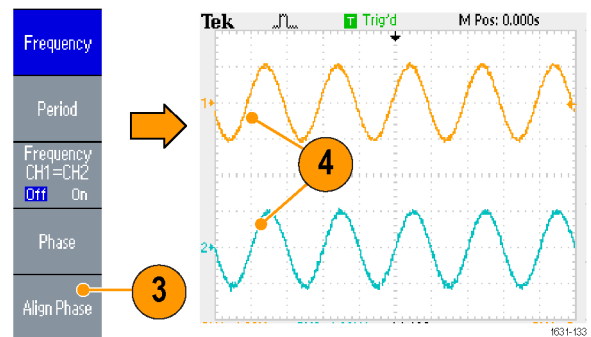 Frequency
Period
Frequency
CH1=CH2
Off On
Phase
Align Phase
3
Tek
T Trig'd
M Pos: 0.000s
1
4
2
1631-133